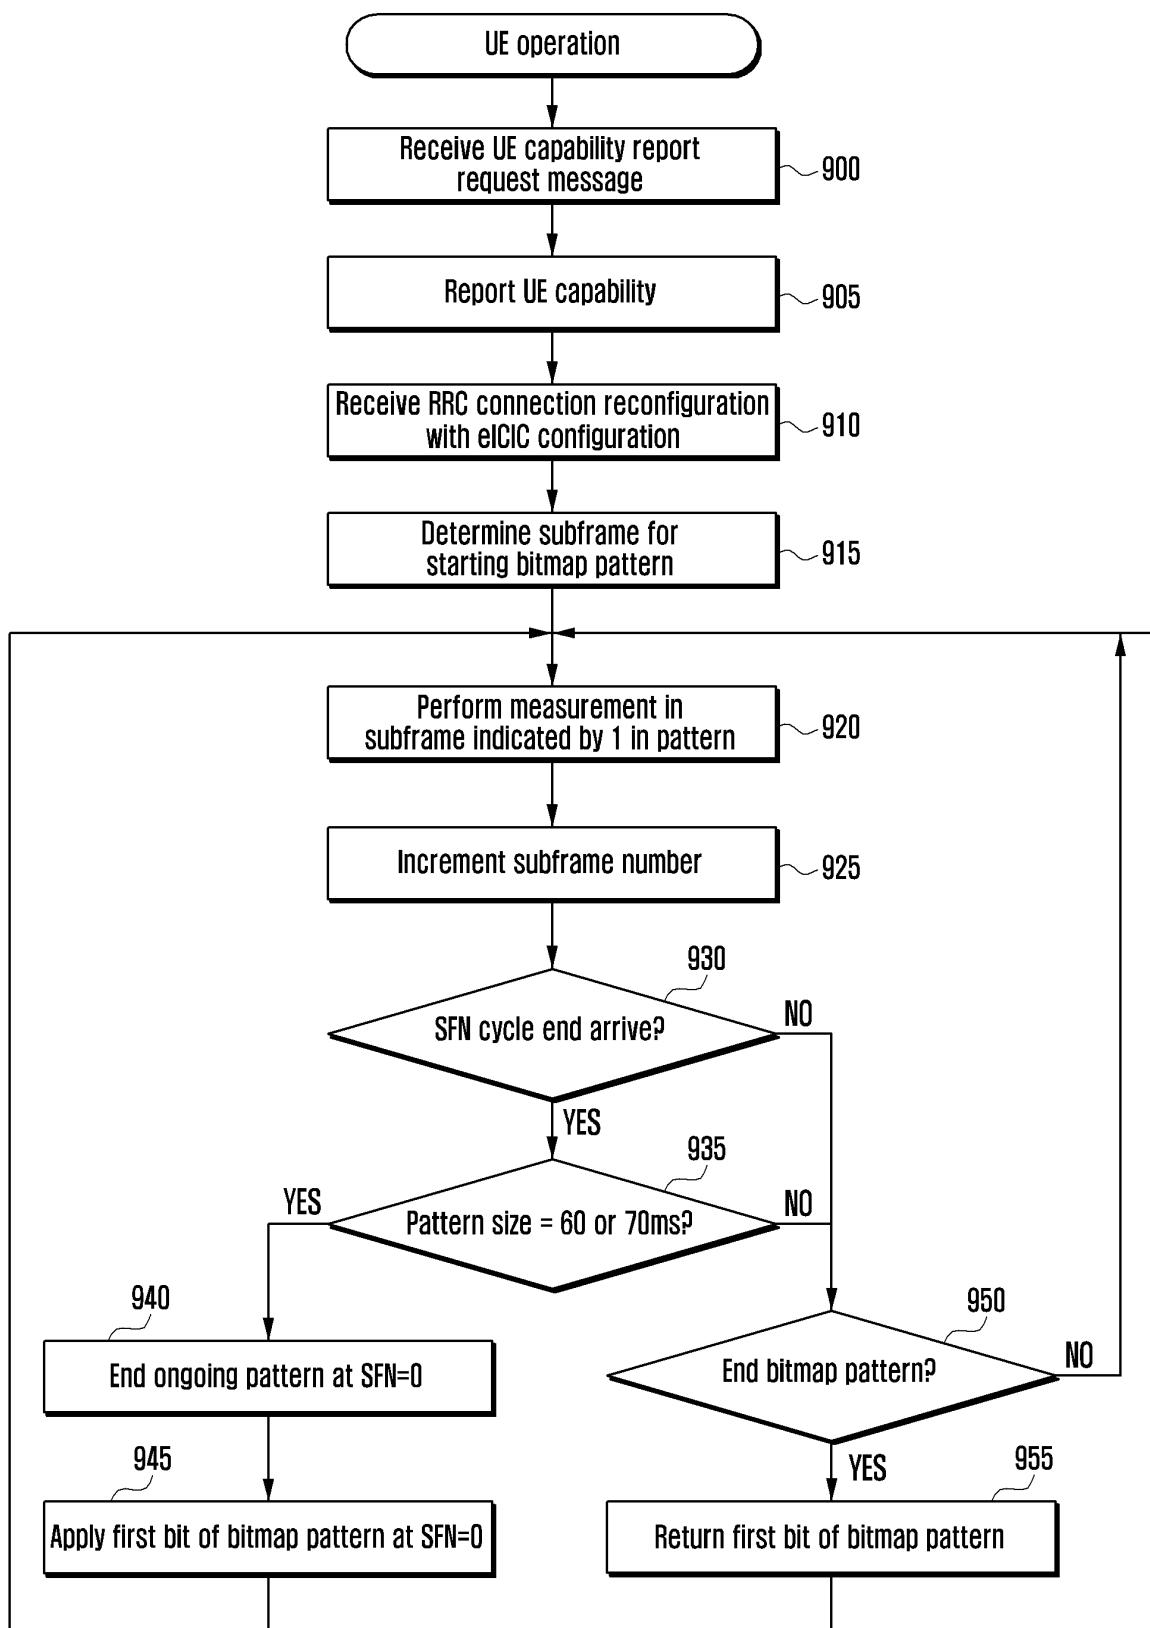 UE operation
Receive UE capability report
request message
900
Report UE capability
905
Receive RRC connection reconfiguration
with eICIC configuration
910
Determine subframe for
starting bitmap pattern
915
Perform measurement in
subframe indicated by 1 in pattern
920
Increment subframe number
925
930
SFN cycle end arrive?
NO
YES
935
YES
Pattern size = 60 or 70ms?
NO
940
950
End ongoing pattern at SFN=0
End bitmap pattern?
NO
945
YES
955
Apply first bit of bitmap pattern at SFN=0
Return first bit of bitmap pattern